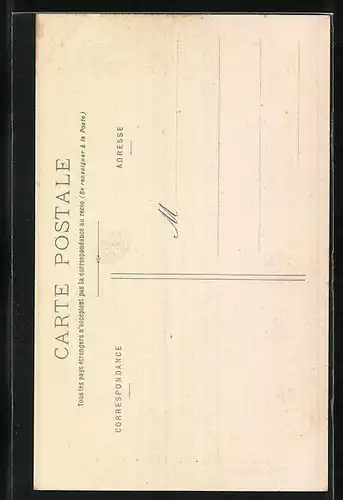 CARTE POSTALE
Tous les pays étrangers n'acceptent pas la correspondance au recto (Se renseigner à la Poste)
CORRESPONDANCE
ADRESSE
M